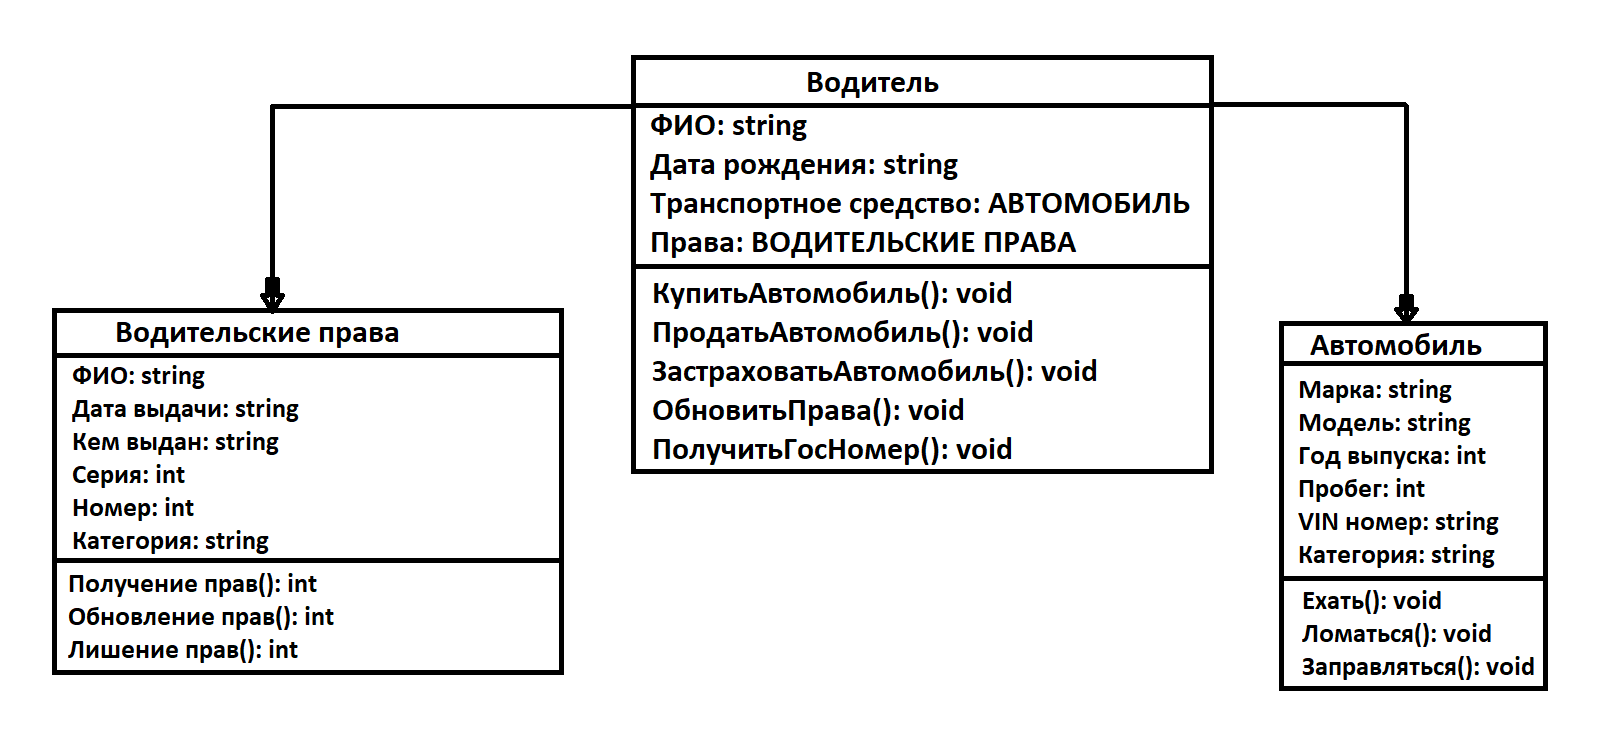 Водитель
ФИО: string
Дата рождения: string
Транспортное средство: АВТОМОБИЛЬ
Права: ВОДИТЕЛЬСКИЕ ПРАВА
КупитьАвтомобиль(): void
ПродатьАвтомобиль(): void
ЗастраховатьАвтомобиль(): void
ОбновитьПрава(): void
ПолучитьГосНомер(): void
Водительские права
ФИО: string
Дата выдачи: string
Кем выдан: string
Серия: int
Номер: int
Категория: string
Получение прав(): int
Обновление прав(): int
Лишение прав(): int
Автомобиль
Марка: string
Модель: string
Год выпуска: int
Пробег: int
VIN номер: string
Категория: string
Ехать(): void
Ломаться(): void
Заправляться(): void